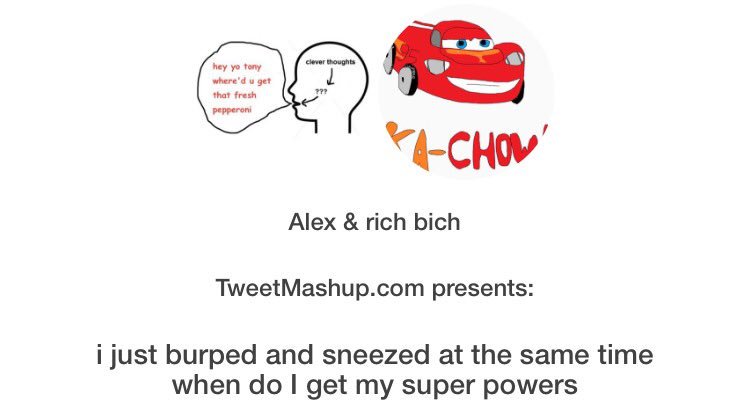 hey yo tony
where'd u get
that fresh
pepperoni
clever thoughts
???
KA-CHOW
Alex & rich bich
TweetMashup.com presents:
i just burped and sneezed at the same time
when do I get my super powers